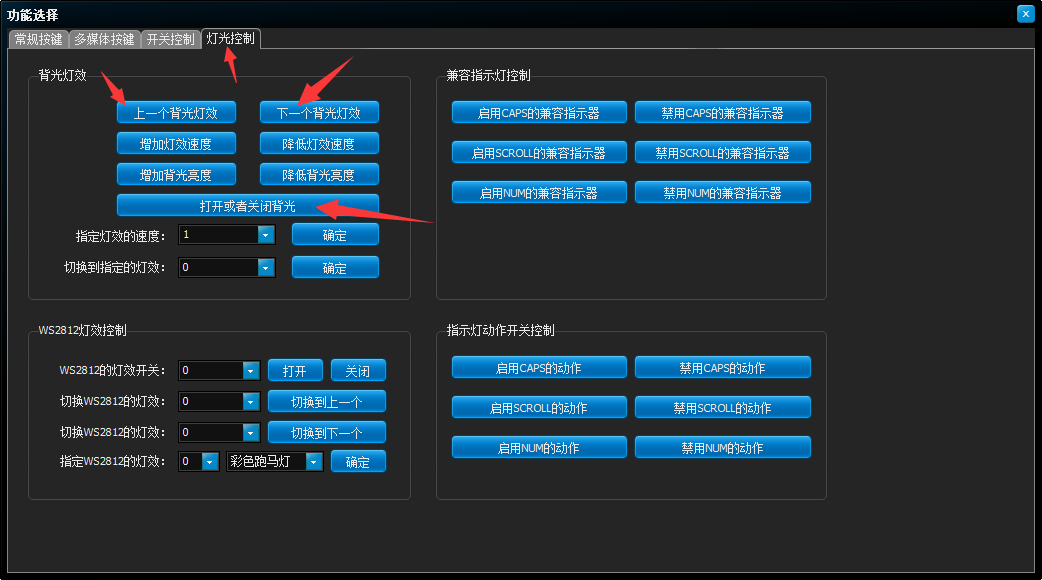 功能选择
常规按键 多媒体按键 开关控制 灯光控制
背光灯效
上一个背光灯效 下一个背光灯效
增加灯效速度 降低灯效速度
增加背光亮度 降低背光亮度
打开或者关闭背光
指定灯效的速度： 1 确定
切换到指定的灯效： 0 确定
兼容指示灯控制
启用CAPS的兼容指示器 禁用CAPS的兼容指示器
启用SCROLL的兼容指示器 禁用SCROLL的兼容指示器
启用NUM的兼容指示器 禁用NUM的兼容指示器
WS2812灯效控制
WS2812的灯效开关： 0 打开 关闭
切换WS2812的灯效： 0 切换到上一个
切换WS2812的灯效： 0 切换到下一个
指定WS2812的灯效： 0 彩色跑马灯 确定
指示灯动作开关控制
启用CAPS的动作 禁用CAPS的动作
启用SCROLL的动作 禁用SCROLL的动作
启用NUM的动作 禁用NUM的动作